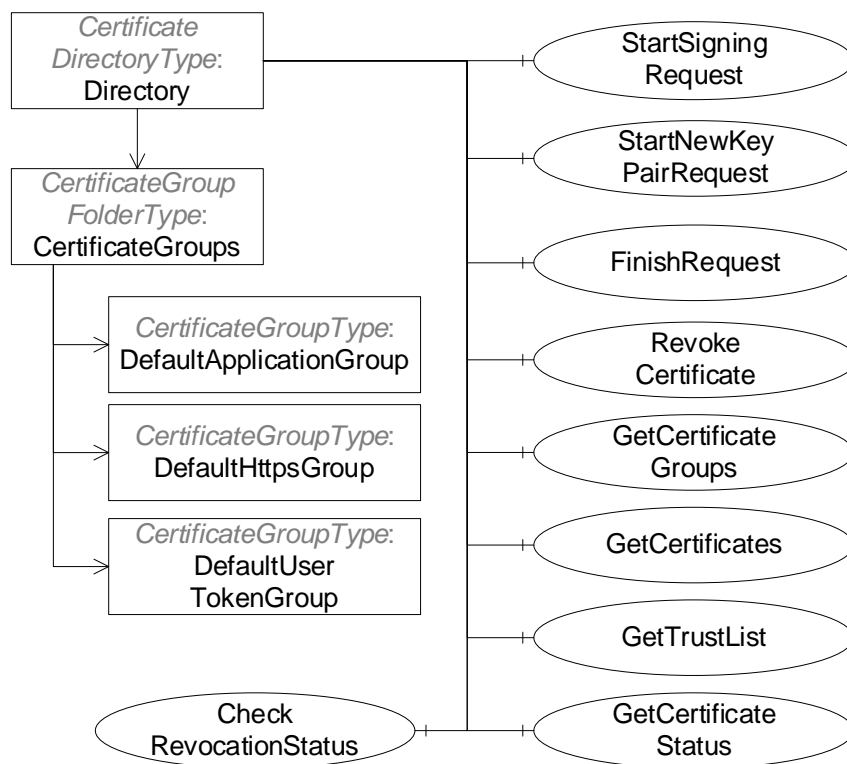 Certificate
DirectoryType:
Directory
CertificateGroup
FolderType:
CertificateGroups
CertificateGroupType:
DefaultApplicationGroup
CertificateGroupType:
DefaultHttpsGroup
CertificateGroupType:
DefaultUser
TokenGroup
Check
RevocationStatus
StartSigning
Request
StartNewKey
PairRequest
FinishRequest
Revoke
Certificate
GetCertificate
Groups
GetCertificates
GetTrustList
GetCertificate
Status